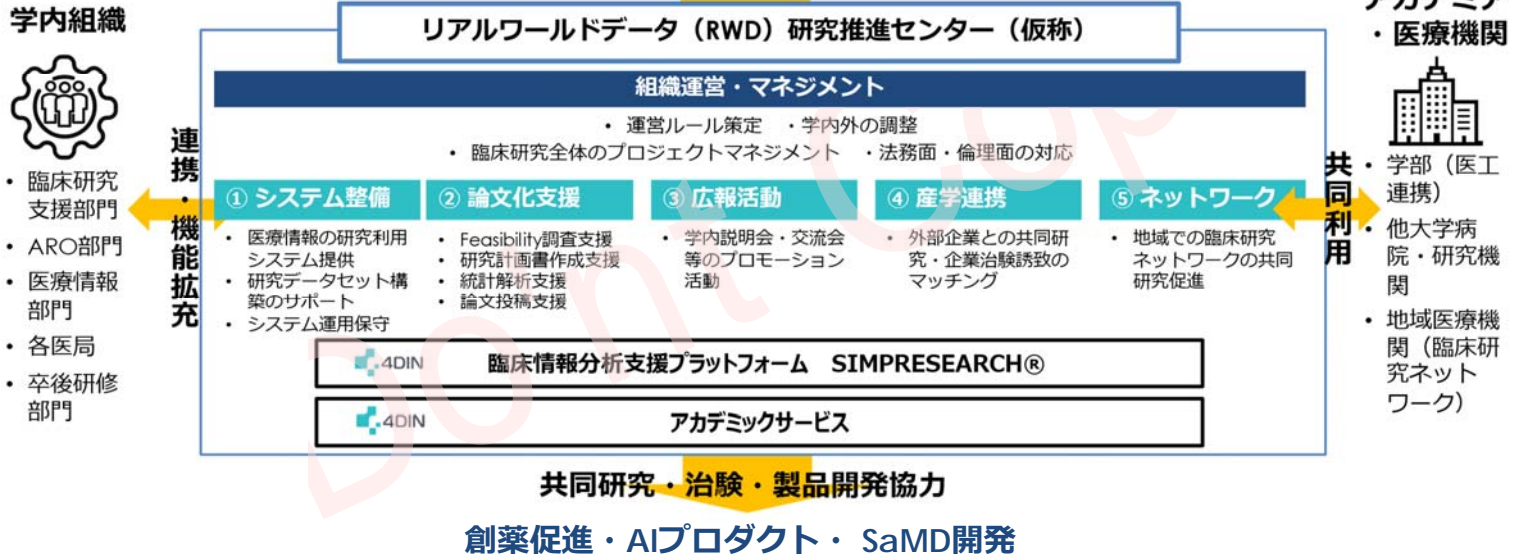 学内組織
アカデミア
・医療機関
リアルワールドデータ（RWD）研究推進センター（仮称）
組織運営・マネジメント
・ 運営ルール策定 ・学内外の調整
・ 臨床研究全体のプロジェクトマネジメント ・法務面・倫理面の対応
連携・機能拡充
・ 臨床研究
支援部門
・ ARO部門
・ 医療情報
部門
・ 各医局
・ 卒後研修
部門
① システム整備
・ 医療情報の研究利用
システム提供
・ 研究データセット構
築のサポート
・ システム運用保守
② 論文化支援
・ Feasibility調査支援
・ 研究計画書作成支援
・ 統計解析支援
・ 論文投稿支援
③ 広報活動
・ 学内説明会・交流会
等のプロモーション
活動
④ 産学連携
・ 外部企業との共同研
究・企業治験誘致の
マッチング
⑤ ネットワーク
・ 地域での臨床研究
ネットワークの共同
研究促進
共同利用
・ 学部（医工
連携）
・ 他大学病
院・研究機
関
・ 地域医療機
関（臨床研
究ネット
ワーク）
4DIN 臨床情報分析支援プラットフォーム SIMPRESEARCH®
4DIN アカデミックサービス
共同研究・治験・製品開発協力
創薬促進・AIプロダクト・ SaMD開発
Dont Cop